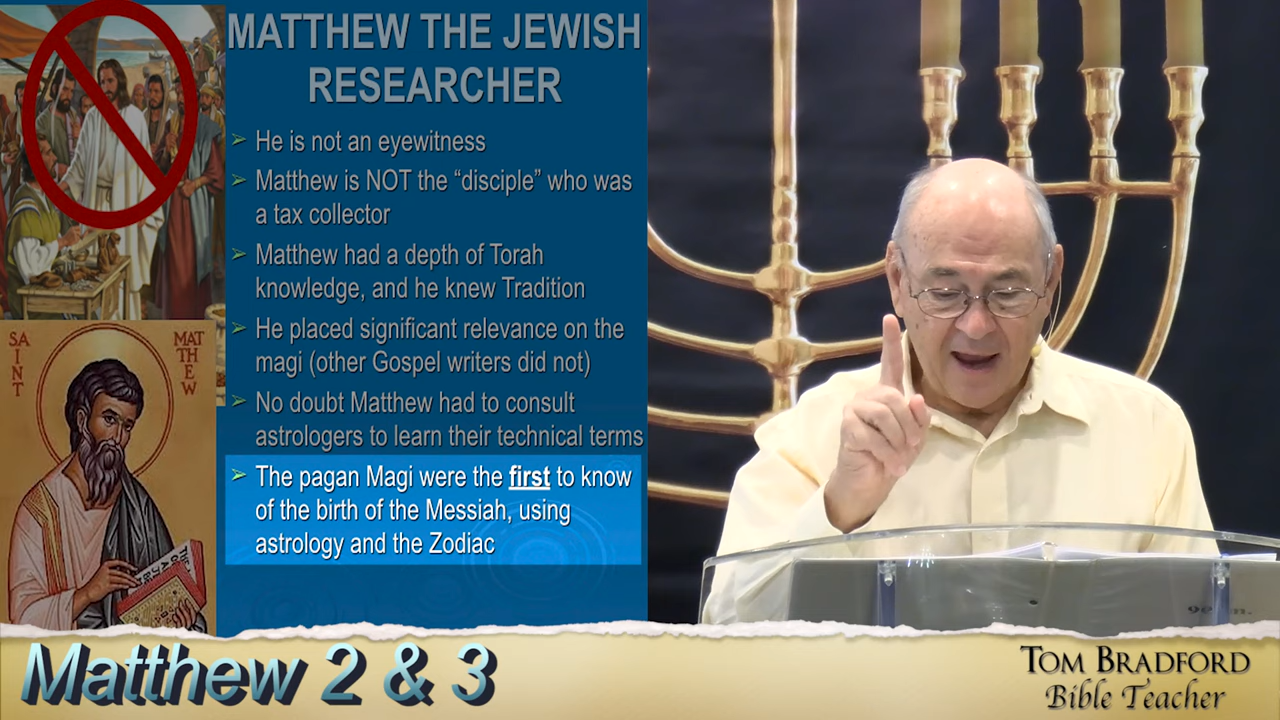 MATTHEW THE JEWISH
RESEARCHER
He is not an eyewitness
Matthew is NOT the “disciple” who was
a tax collector
Matthew had a depth of Torah
knowledge, and he knew Tradition
He placed significant relevance on the
magi (other Gospel writers did not)
No doubt Matthew had to consult
astrologers to learn their technical terms
The pagan Magi were the first to know
of the birth of the Messiah, using
astrology and the Zodiac
SA
I
N
T
MAT
TH
E
W
Matthew 2 & 3
TOM BRADFORD
Bible Teacher